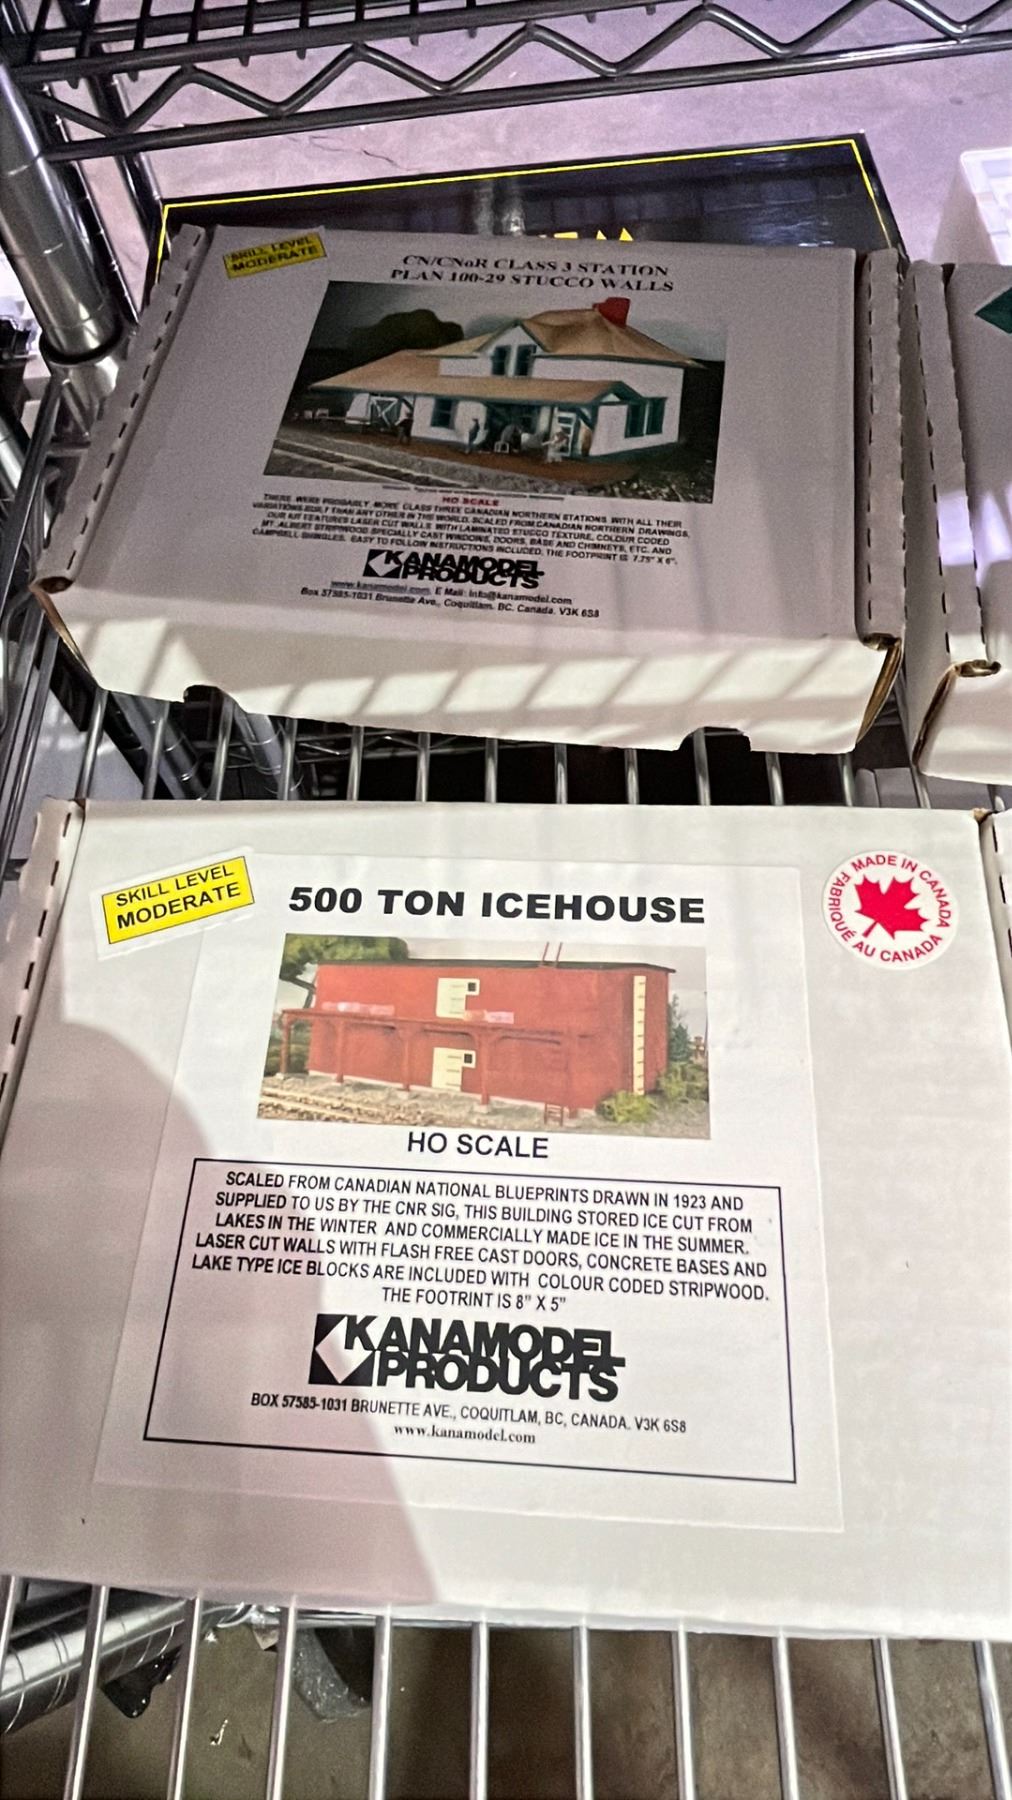 SKILL LEVEL
MODERATE
CN/CNoR CLASS 3 STATION
PLAN 100-29 STUCCO WALLS
HO SCALE
THERE WERE PROBABLY MORE CLASS THREE CANADIAN NORTHERN STATIONS WITH ALL THEIR
VARIATIONS BUILT THAN ANY OTHER IN THE WORLD. SCALED FROM CANADIAN NORTHERN DRAWINGS,
OUR KIT FEATURES LASER CUT WALLS WITH LAMINATED STUCCO TEXTURE, COLOUR CODED
MT. ALBERT STRIPWOOD SPECIALLY CAST WINDOWS, DOORS, BASE AND CHIMNEYS, ETC. AND
CAMPBELL SHINGLES. EASY TO FOLLOW INSTRUCTIONS INCLUDED, THE FOOTPRINT IS 7.75" X 6".
KANAMODEL
PRODUCTS
www.kanamodel.com, E Mail: info@kanamodel.com
Box 57585-1031 Brunette Ave., Coquitlam. BC. Canada. V3K 6S8
SKILL LEVEL
MODERATE
500 TON ICEHOUSE
MADE IN CANADA
FABRIQUÉ AU CANADA
HO SCALE
SCALED FROM CANADIAN NATIONAL BLUEPRINTS DRAWN IN 1923 AND
SUPPLIED TO US BY THE CNR SIG, THIS BUILDING STORED ICE CUT FROM
LAKES IN THE WINTER AND COMMERCIALLY MADE ICE IN THE SUMMER.
LASER CUT WALLS WITH FLASH FREE CAST DOORS, CONCRETE BASES AND
LAKE TYPE ICE BLOCKS ARE INCLUDED WITH COLOUR CODED STRIPWOOD.
THE FOOTRINT IS 8" X 5"
KANAMODEL
PRODUCTS
BOX 57585-1031 BRUNETTE AVE., COQUITLAM, BC, CANADA. V3K 6S8
www.kanamodel.com